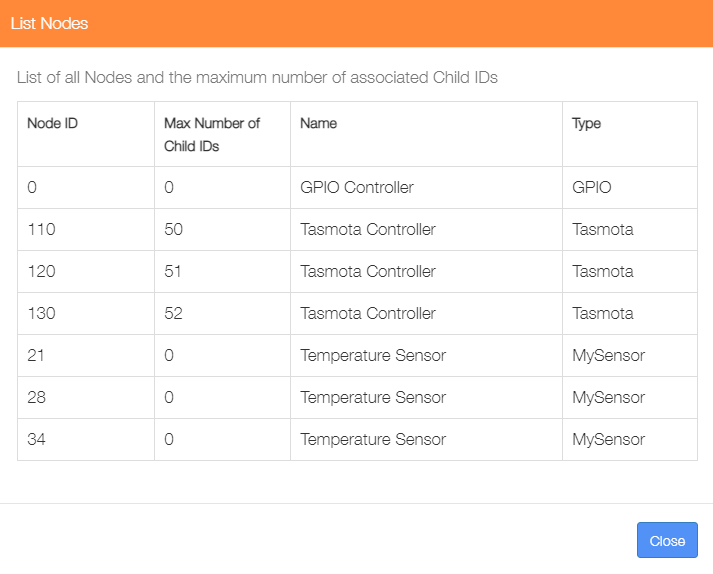 List Nodes
List of all Nodes and the maximum number of associated Child IDs
Node ID Max Number of Child IDs Name Type
0 0 GPIO Controller GPIO
110 50 Tasmota Controller Tasmota
120 51 Tasmota Controller Tasmota
130 52 Tasmota Controller Tasmota
21 0 Temperature Sensor MySensor
28 0 Temperature Sensor MySensor
34 0 Temperature Sensor MySensor
Close